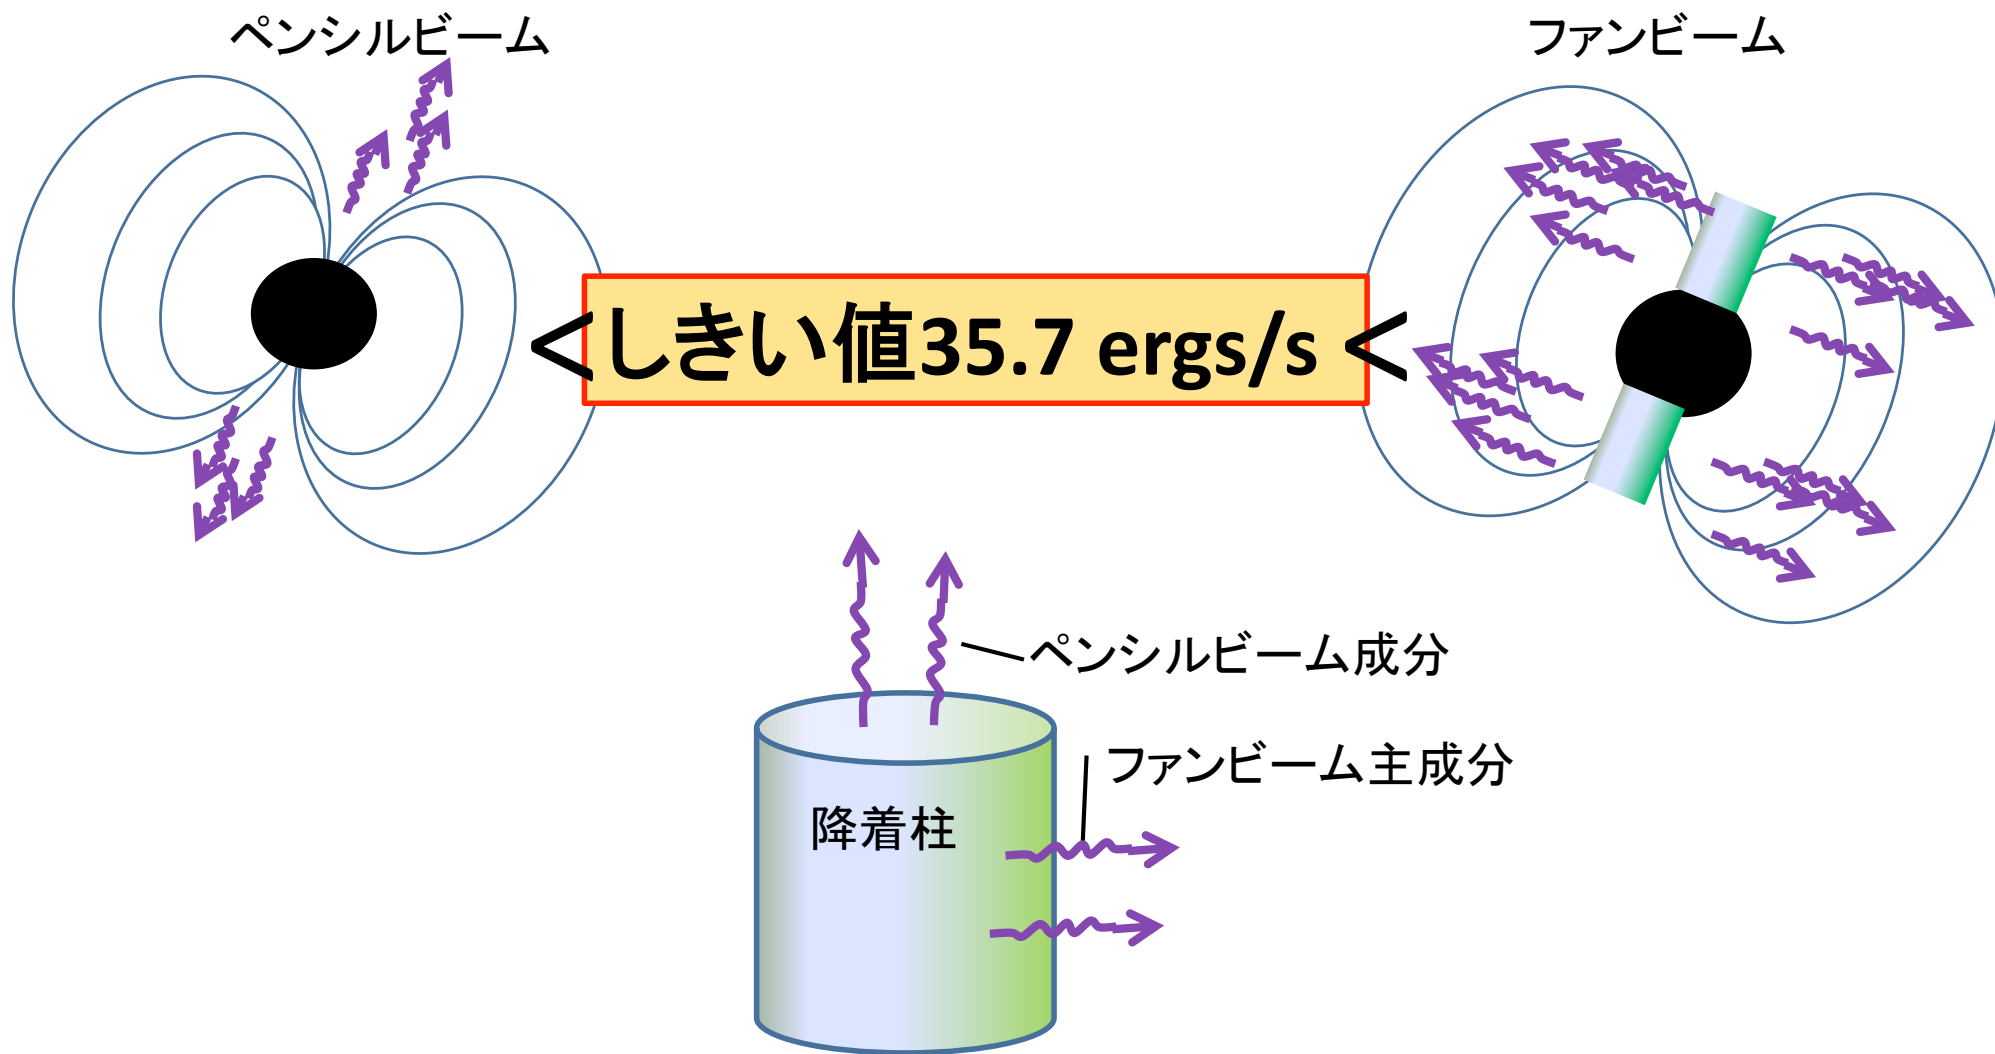 ペンシルビーム
ファンビーム
<しきい値35.7 ergs/s <
ペンシルビーム成分
ファンビーム主成分
降着柱